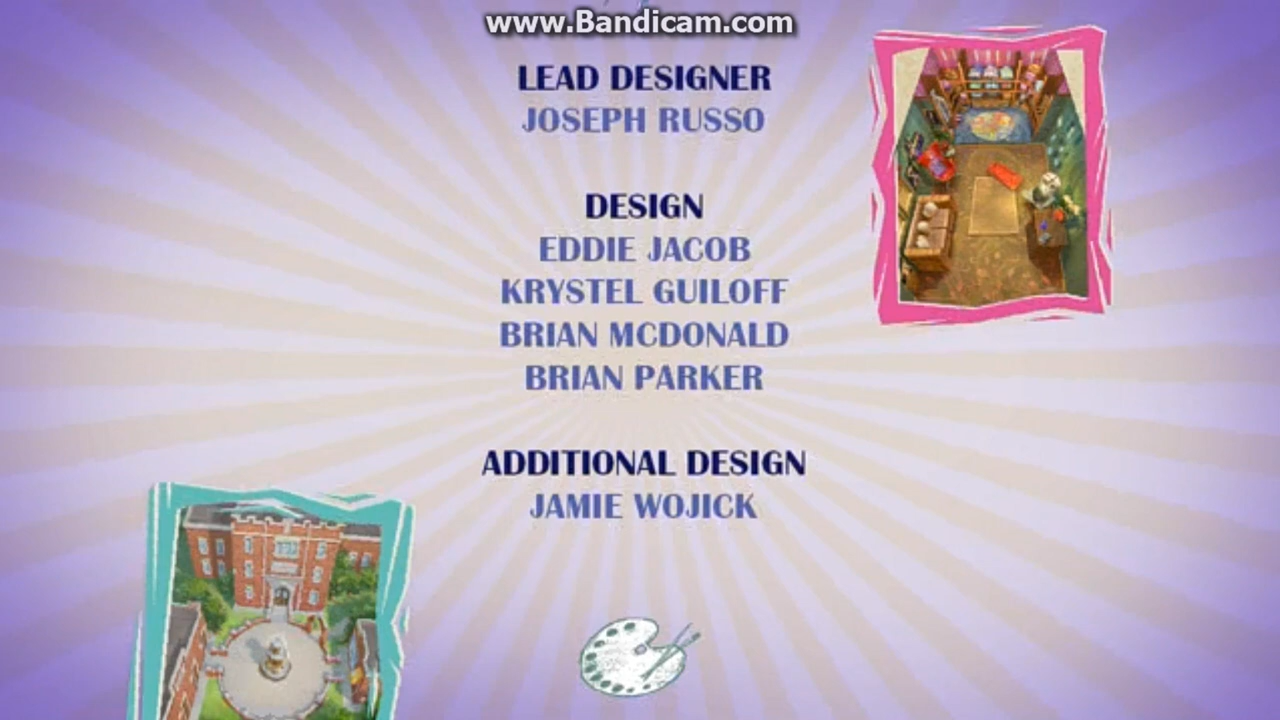 www.Bandicam.com
LEAD DESIGNER
JOSEPH RUSSO
DESIGN
EDDIE JACOB
KRYSTEL GUILOFF
BRIAN MCDONALD
BRIAN PARKER
ADDITIONAL DESIGN
JAMIE WOJICK